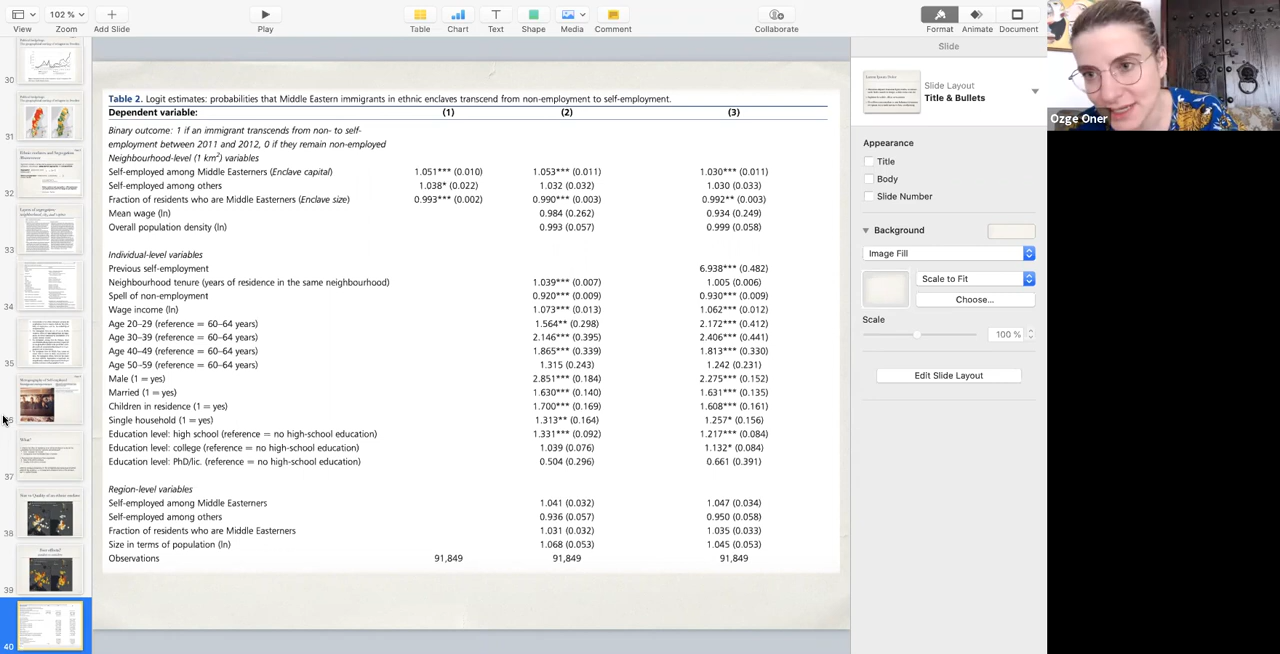 102 %
View
Zoom
Add Slide
Play
Table
Chart
Text
Shape
Media
Comment
Collaborate
Format
Animate
Document
Slide
Slide Layout
Title & Bullets
Appearance
Title
Body
Slide Number
Background
Image Fill
Scale to Fit
Choose...
Scale
100 %
Edit Slide Layout
Ozge Oner
30
31
32
33
34
35
37
38
39
40
Table 2. Logit estimates: probabilities that Middle Eastern immigrants in ethnic enclaves transcend from non-employment to self-employment.
Dependent variable: (1) (2) (3)
Binary outcome: 1 if an immigrant transcends from non- to self-
employment between 2011 and 2012, 0 if they remain non-employed
Neighbourhood-level (1 km²) variables
Self-employed among Middle Easterners (Enclave capital) 1.051*** (0.010) 1.053*** (0.011) 1.030*** (0.011)
Self-employed among others 1.038* (0.022) 1.032 (0.032) 1.030 (0.033)
Fraction of residents who are Middle Easterners (Enclave size) 0.993*** (0.002) 0.990*** (0.003) 0.992** (0.003)
Mean wage (ln) 0.984 (0.262) 0.934 (0.249)
Overall population density (ln) 0.993 (0.057) 0.999 (0.058)
Individual-level variables
Previous self-employment 6.938*** (0.482)
Neighbourhood tenure (years of residence in the same neighbourhood) 1.039*** (0.007) 1.005 (0.006)
Spell of non-employment 0.920*** (0.009) 0.930*** (0.009)
Wage income (ln) 1.073*** (0.013) 1.062*** (0.012)
Age 20–29 (reference = 60–64 years) 1.564** (0.298) 2.172*** (0.412)
Age 30–39 (reference = 60–64 years) 2.146*** (0.395) 2.406*** (0.441)
Age 40–49 (reference = 60–64 years) 1.865*** (0.339) 1.813*** (0.330)
Age 50–59 (reference = 60–64 years) 1.315 (0.243) 1.242 (0.231)
Male (1 = yes) 2.851*** (0.184) 2.275*** (0.152)
Married (1 = yes) 1.630*** (0.140) 1.631*** (0.135)
Children in residence (1 = yes) 1.700*** (0.169) 1.608*** (0.161)
Single household (1 = yes) 1.313** (0.164) 1.257* (0.156)
Education level: high school (reference = no high-school education) 1.331*** (0.092) 1.217*** (0.084)
Education level: college (reference = no high-school education) 1.039 (0.076) 1.132* (0.084)
Education level: PhD/lic. (reference = no high-school education) 0.504 (0.296) 0.661 (0.391)
Region-level variables
Self-employed among Middle Easterners 1.041 (0.032) 1.047 (0.034)
Self-employed among others 0.936 (0.057) 0.950 (0.058)
Fraction of residents who are Middle Easterners 1.031 (0.032) 1.035 (0.033)
Size in terms of population (ln) 1.068 (0.053) 1.045 (0.053)
Observations 91,849 91,849 91,849